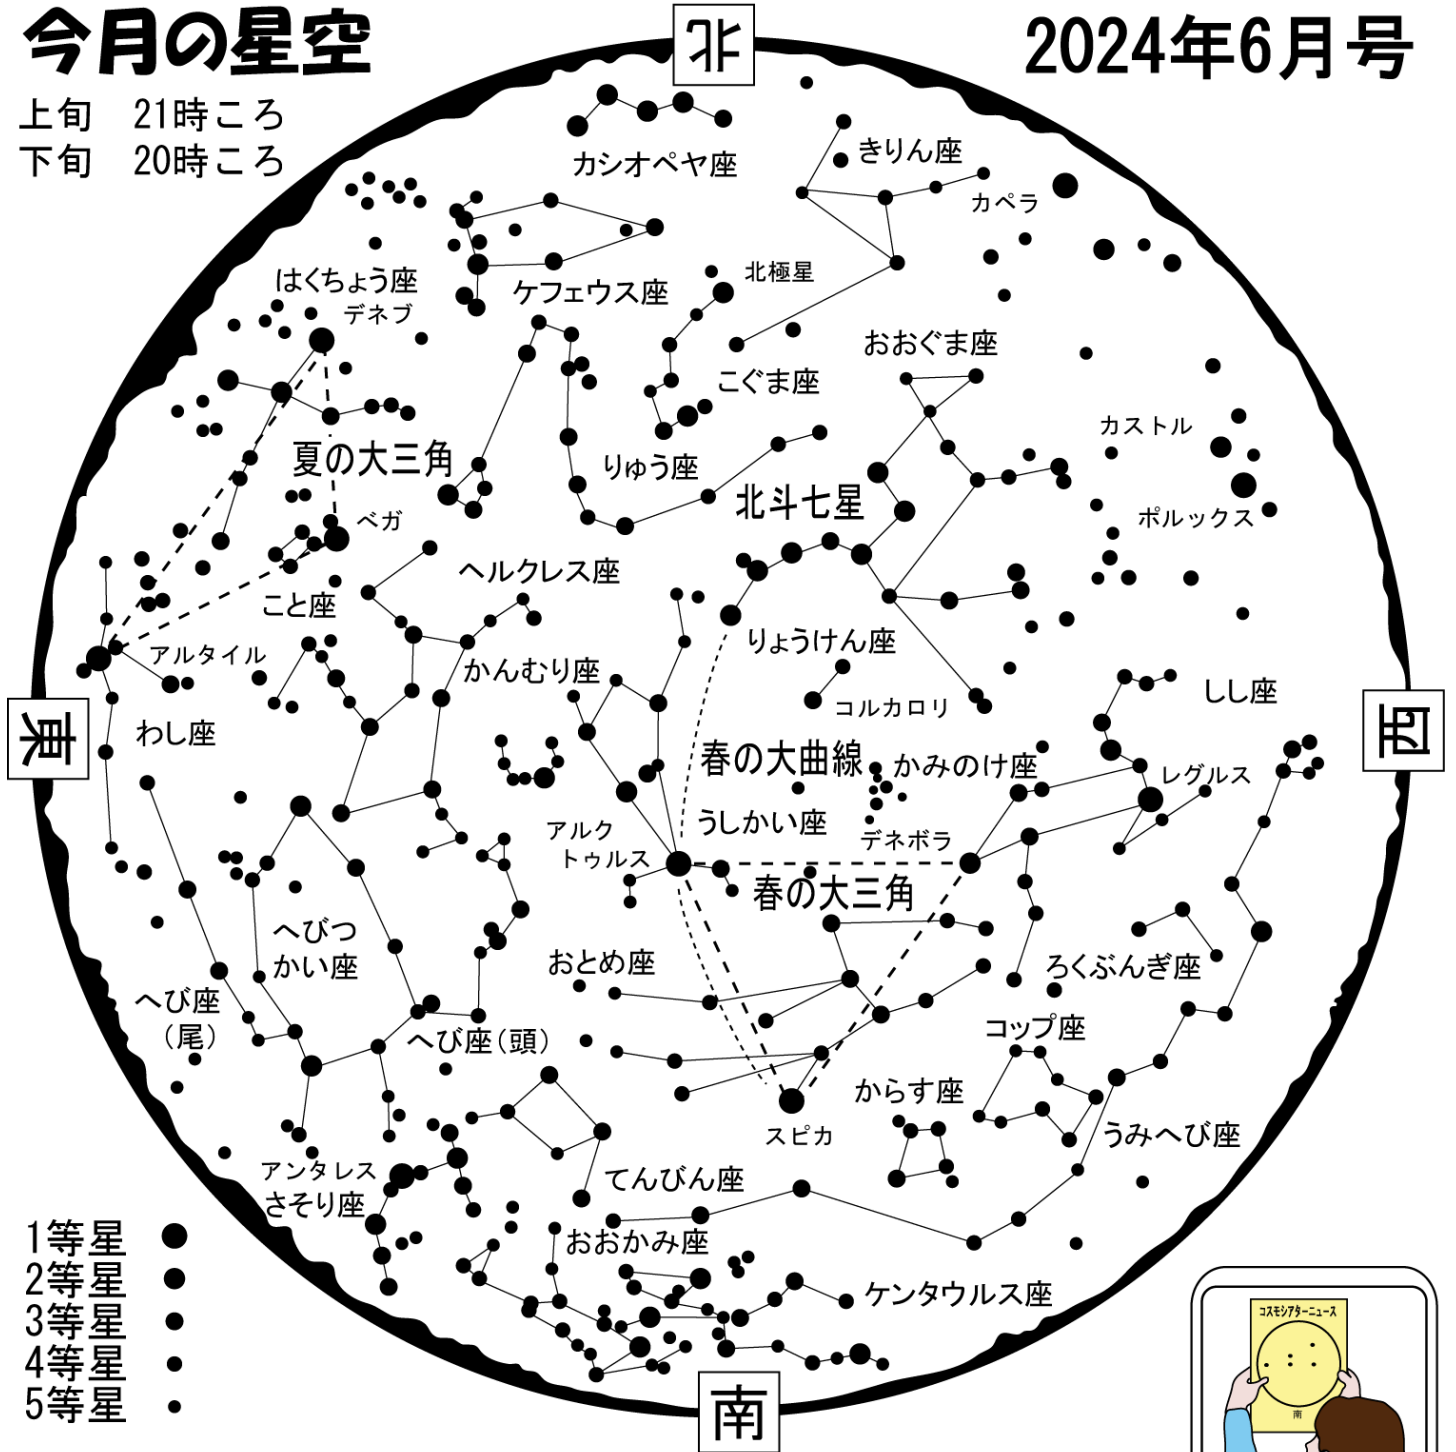 今月の星空
2024年6月号
上旬　21時ころ
下旬　20時ころ
北
カシオペヤ座
きりん座
カペラ
北極星
はくちょう座
デネブ
ケフェウス座
おおぐま座
こぐま座
カストル
夏の大三角
りゅう座
北斗七星
ポルックス
ベガ
ヘルクレス座
こと座
りょうけん座
アルタイル
かんむり座
しし座
コルカロリ
東
西
わし座
春の大曲線
かみのけ座
レグルス
うしかい座
アルク
トゥルス
デネボラ
春の大三角
へびつ
かい座
おとめ座
ろくぶんぎ座
へび座
（尾）
コップ座
へび座（頭）
からす座
スピカ
うみへび座
アンタレス
さそり座
てんびん座
おおかみ座
ケンタウルス座
1等星
2等星
3等星
4等星
5等星
南
コスモシアターニュース
南